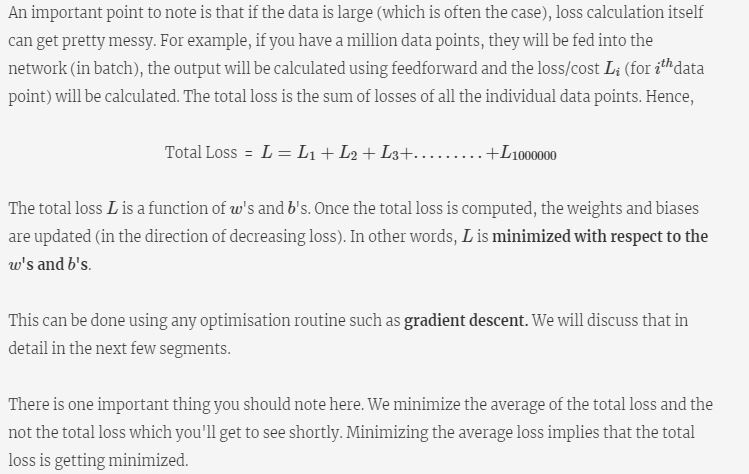 An important point to note is that if the data is large (which is often the case), loss calculation itself
can get pretty messy. For example, if you have a million data points, they will be fed into the
network (in batch), the output will be calculated using feedforward and the loss/cost Lᵢ (for iᵗʰ data
point) will be calculated. The total loss is the sum of losses of all the individual data points. Hence,
Total Loss = L = L₁ + L₂ + L₃+.........+L₁₀₀₀₀₀₀
The total loss L is a function of w's and b's. Once the total loss is computed, the weights and biases
are updated (in the direction of decreasing loss). In other words, L is minimized with respect to the
w's and b's.
This can be done using any optimisation routine such as gradient descent. We will discuss that in
detail in the next few segments.
There is one important thing you should note here. We minimize the average of the total loss and the
not the total loss which you'll get to see shortly. Minimizing the average loss implies that the total
loss is getting minimized.